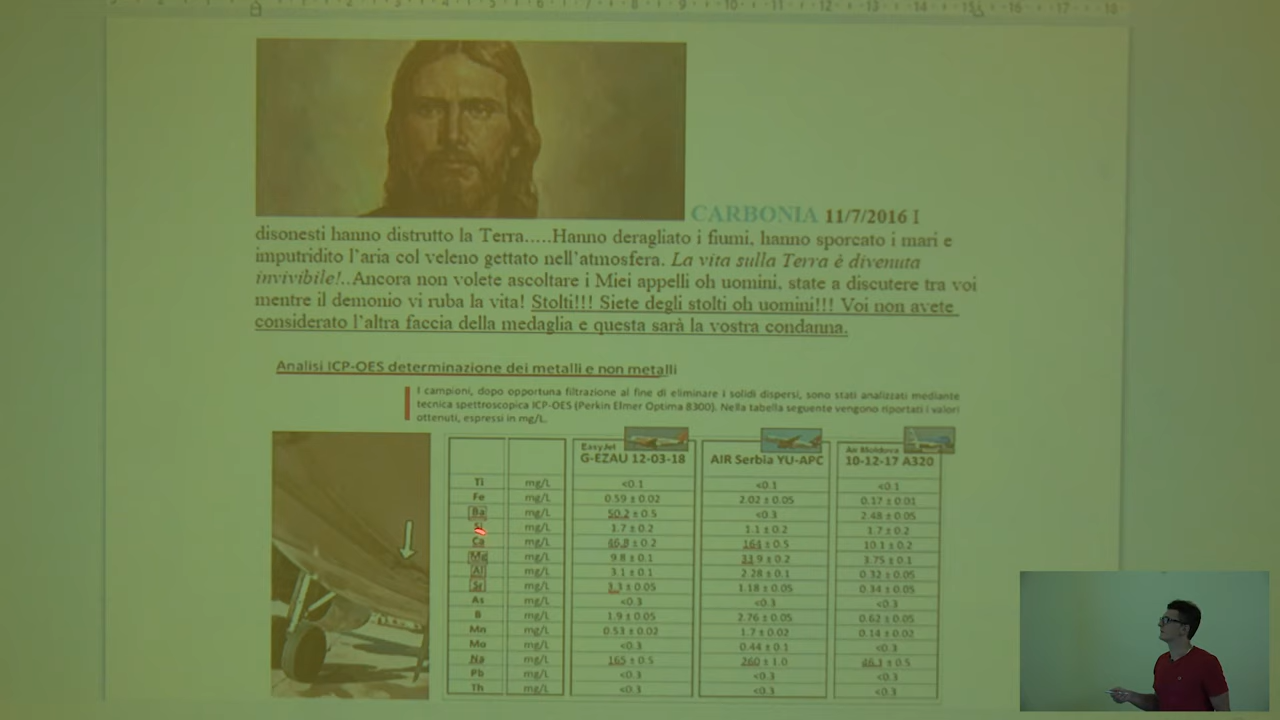 CARBONIA 11/7/2016 I
disonesti hanno distrutto la Terra.....Hanno deragliato i fiumi, hanno sporcato i mari e
imputridito l'aria col veleno gettato nell'atmosfera. La vita sulla Terra è divenuta
invivibile!..Ancora non volete ascoltare i Miei appelli oh uomini, state a discutere tra voi
mentre il demonio vi ruba la vita! Stolti!!! Siete degli stolti oh uomini!!! Voi non avete
considerato l'altra faccia della medaglia e questa sarà la vostra condanna.
Analisi ICP-OES determinazione dei metalli e non metalli
I campioni, dopo opportuna filtrazione al fine di eliminare i solidi dispersi, sono stati analizzati mediante
tecnica spettroscopica ICP-OES (Perkin Elmer Optima 8300). Nella tabella seguente vengono riportati i valori
ottenuti, espressi in mg/L.
EasyJet
G-EZAU 12-03-18
AIR Serbia YU-APC
Air Moldova
10-12-17 A320
Ti mg/L <0.1 <0.1 <0.1
Fe mg/L 0.59 ± 0.02 2.02 ± 0.05 0.17 ± 0.01
Ba mg/L 50.2 ± 0.5 <0.3 2.48 ± 0.05
mg/L 1.7 ± 0.2 1.1 ± 0.2 1.7 ± 0.2
Ca mg/L 46.8 ± 0.2 164 ± 0.5 10.1 ± 0.2
Mg mg/L 9.8 ± 0.1 ± 0.2 3.75 ± 0.1
Al mg/L 3.1 ± 0.1 2.28 ± 0.1 0.32 ± 0.05
Sr mg/L 3.3 ± 0.05 1.18 ± 0.05 0.34 ± 0.05
As mg/L <0.3 <0.3 <0.3
B mg/L 1.9 ± 0.05 2.76 ± 0.05 0.62 ± 0.05
Mn mg/L 0.53 ± 0.02 1.7 ± 0.02 0.14 ± 0.02
Mo mg/L <0.3 0.44 ± 0.1 <0.3
Na mg/L 165 ± 0.5 260 ± 1.0 46.3 ± 0.5
Pb mg/L <0.3 <0.3 <0.3
Th mg/L <0.3 <0.3 <0.3